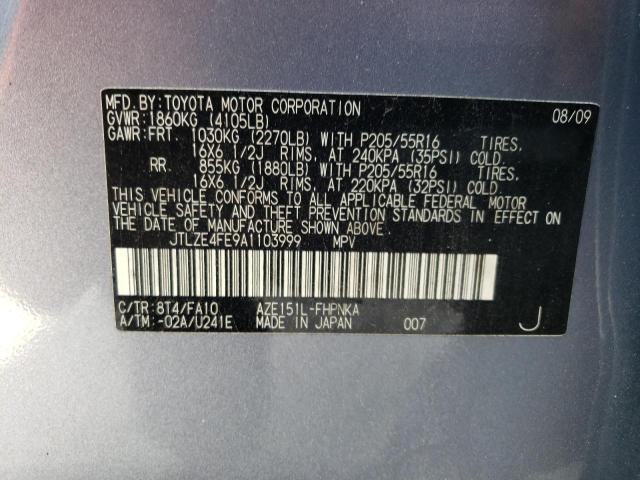 MFD. BY: TOYOTA MOTOR CORPORATION 08/09
GVWR: 1860KG (4105LB)
GAWR: FRT. 1030KG (2270LB) WITH P205/55R16 TIRES,
16X6 1/2J RIMS, AT 240KPA (35PSI) COLD.
RR. 855KG (1880LB) WITH P205/55R16 TIRES,
16X6 1/2J RIMS, AT 220KPA (32PSI) COLD.
THIS VEHICLE CONFORMS TO ALL APPLICABLE FEDERAL MOTOR
VEHICLE SAFETY AND THEFT PREVENTION STANDARDS IN EFFECT ON
THE DATE OF MANUFACTURE SHOWN ABOVE.
JTLZE4FE9A1103999 MPV
C/TR: 8T4/FA10 AZE151L-FHPNKA
A/TM: -02A/U241E MADE IN JAPAN 007 J